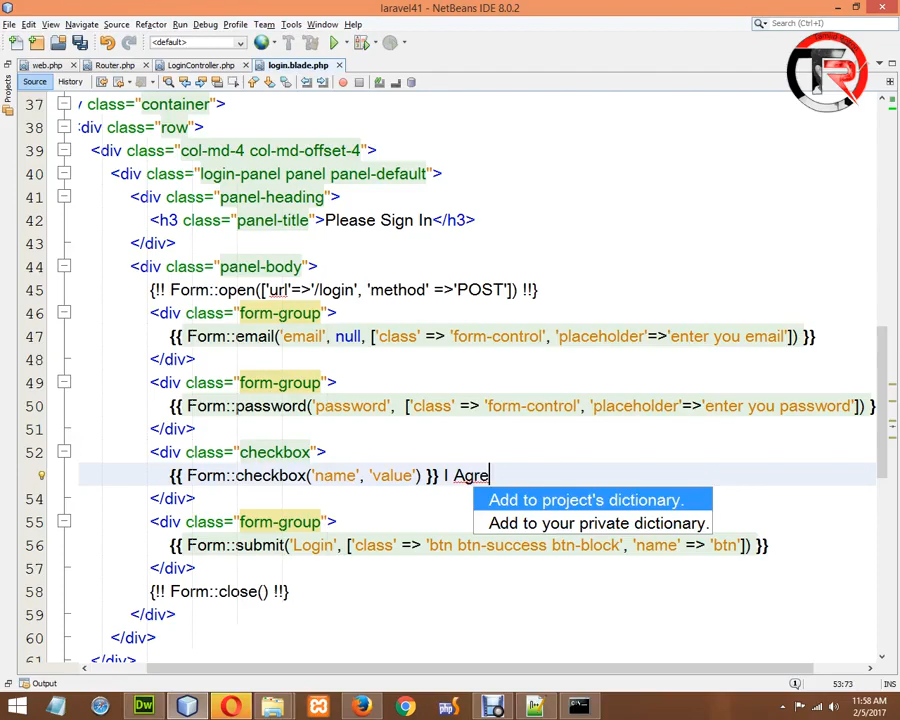 laravel41 - NetBeans IDE 8.0.2
File Edit View Navigate Source Refactor Run Debug Profile Team Tools Window Help
Search (Ctrl+I)
<default>
web.php Router.php LoginController.php login.blade.php
Source History
Projects
TR
37 / class="container">
38 :div class="row">
39 <div class="col-md-4 col-md-offset-4">
40 <div class="login-panel panel panel-default">
41 <div class="panel-heading">
42 <h3 class="panel-title">Please Sign In</h3>
43 </div>
44 <div class="panel-body">
45 {!! Form::open(['url'=>'/login', 'method' =>'POST']) !!}
46 <div class="form-group">
47 {{ Form::email('email', null, ['class' => 'form-control', 'placeholder'=>'enter you email']) }}
48 </div>
49 <div class="form-group">
50 {{ Form::password('password',  ['class' => 'form-control', 'placeholder'=>'enter you password']) }
51 </div>
52 <div class="checkbox">
{{ Form::checkbox('name', 'value') }} I Agre
54 </div>
Add to project's dictionary.
Add to your private dictionary.
55 <div class="form-group">
56 {{ Form::submit('Login', ['class' => 'btn btn-success btn-block', 'name' => 'btn']) }}
57 </div>
58 {!! Form::close() !!}
59 </div>
60 </div>
61 </div>
Output
53:73 INS
Dw
php
11:58 AM
2/5/2017